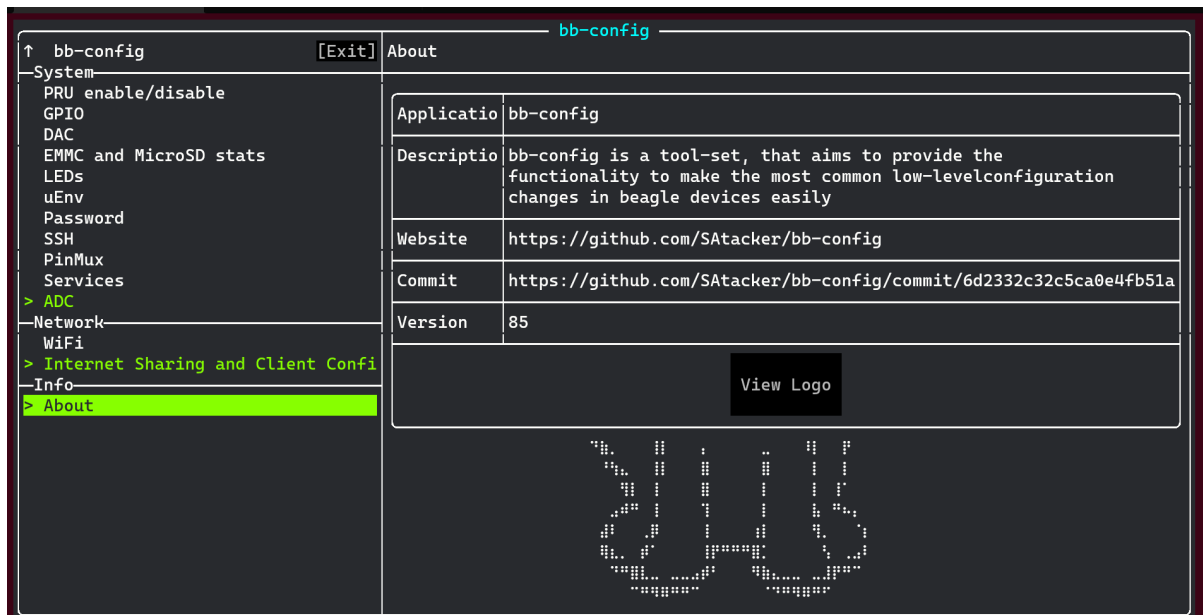 bb-config
↑ bb-config [Exit]
System
PRU enable/disable
GPIO
DAC
EMMC and MicroSD stats
LEDs
uEnv
Password
SSH
PinMux
Services
> ADC
Network
WiFi
> Internet Sharing and Client Confi
Info
> About
About
Applicatio bb-config
Descriptio bb-config is a tool-set, that aims to provide the
functionality to make the most common low-levelconfiguration
changes in beagle devices easily
Website https://github.com/SAtacker/bb-config
Commit https://github.com/SAtacker/bb-config/commit/6d2332c32c5ca0e4fb51a
Version 85
View Logo